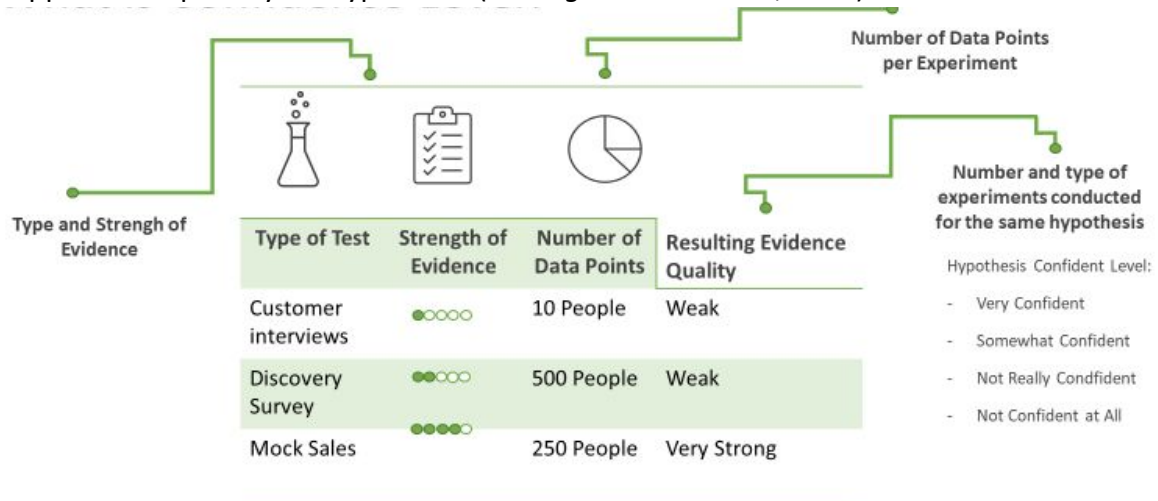 Number of Data Points
per Experiment
Type and Strengh of
Evidence
Number and type of
experiments conducted
for the same hypothesis
Hypothesis Confident Level:
- Very Confident
- Somewhat Confident
- Not Really Condfident
- Not Confident at All
Type of Test Strength of Number of Resulting Evidence
Evidence Data Points Quality
Customer 10 People Weak
interviews
Discovery 500 People Weak
Survey
Mock Sales 250 People Very Strong